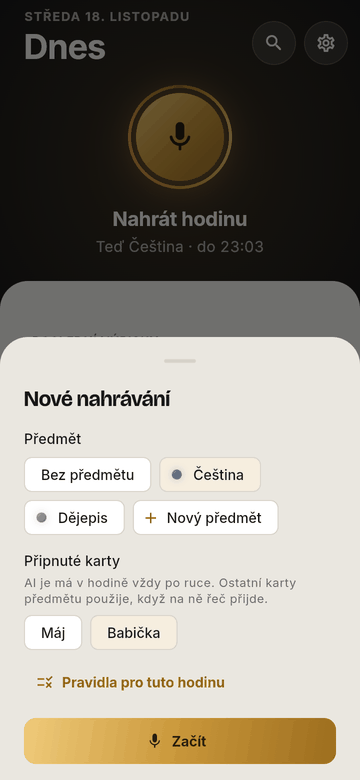 STŘEDA 18. LISTOPADU
Dnes
Nahrát hodinu
Teď Čeština · do 23:03
Nové nahrávání
Předmět
Bez předmětu
Čeština
Dějepis
Nový předmět
Připnuté karty
AI je má v hodině vždy po ruce. Ostatní karty
předmětu použije, když na ně řeč přijde.
Máj
Babička
Pravidla pro tuto hodinu
Začít